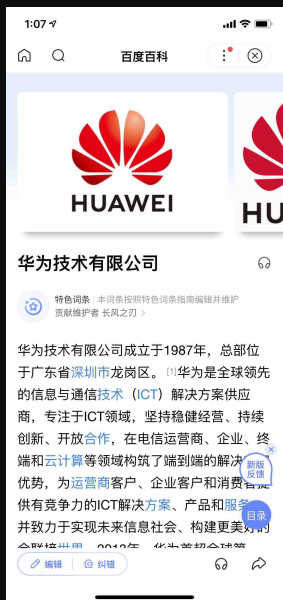 1:07
百度百科
HUAWEI
HU
华为技术有限公司
特色词条 本词条按照特色词条指南编辑并维护
贡献维护者 长风之刃
华为技术有限公司成立于1987年，总部位
于广东省深圳市龙岗区。[1]华为是全球领先
的信息与通信技术（ICT）解决方案供应
商，专注于ICT领域，坚持稳健经营、持续
创新、开放合作，在电信运营商、企业、终
端和云计算等领域构筑了端到端的解决
优势，为运营商客户、企业客户和消费者提
供有竞争力的ICT解决方案、产品和服务
并致力于实现未来信息社会、构建更美好的
新版
反馈
目录
编辑
纠错